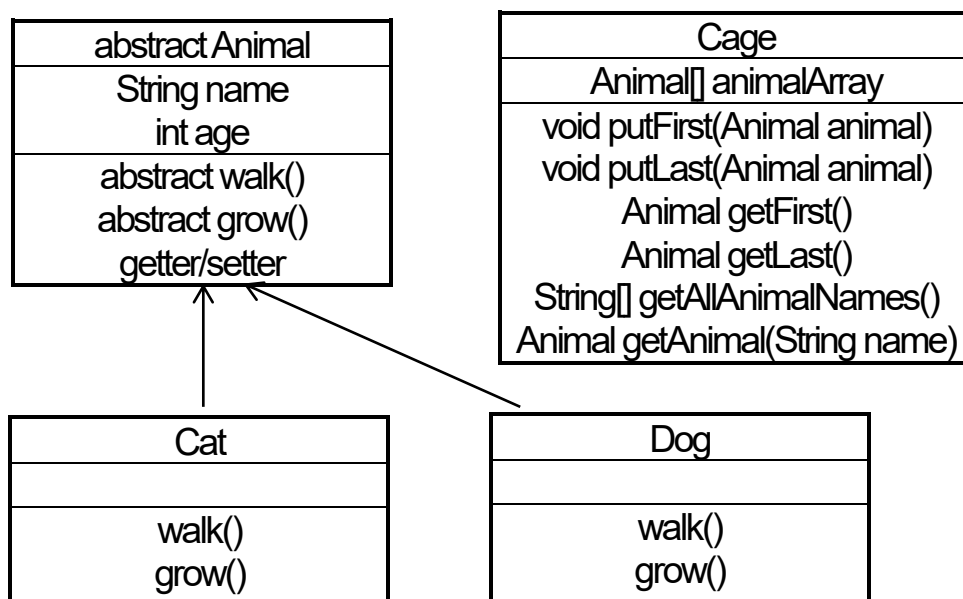 abstract Animal
String name
int age
abstract walk()
abstract grow()
getter/setter
Cage
Animal[] animalArray
void putFirst(Animal animal)
void putLast(Animal animal)
Animal getFirst()
Animal getLast()
String[] getAllAnimalNames()
Animal getAnimal(String name)
Cat
walk()
grow()
Dog
walk()
grow()